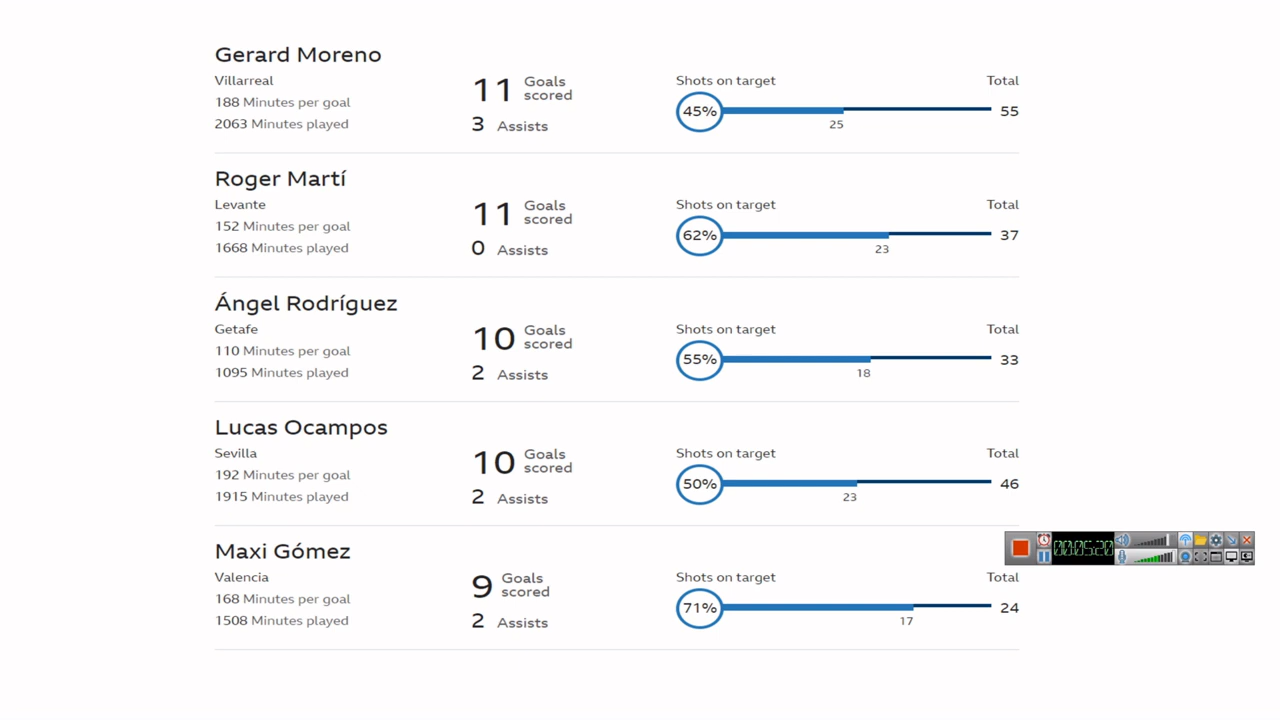 Gerard Moreno
Villarreal
188 Minutes per goal
2063 Minutes played
11 Goals scored
3 Assists
Shots on target
Total
45%
25
55
Roger Martí
Levante
152 Minutes per goal
1668 Minutes played
11 Goals scored
0 Assists
Shots on target
Total
62%
23
37
Ángel Rodríguez
Getafe
110 Minutes per goal
1095 Minutes played
10 Goals scored
2 Assists
Shots on target
Total
55%
18
33
Lucas Ocampos
Sevilla
192 Minutes per goal
1915 Minutes played
10 Goals scored
2 Assists
Shots on target
Total
50%
23
46
Maxi Gómez
Valencia
168 Minutes per goal
1508 Minutes played
9 Goals scored
2 Assists
Shots on target
Total
71%
17
24
00:05:20